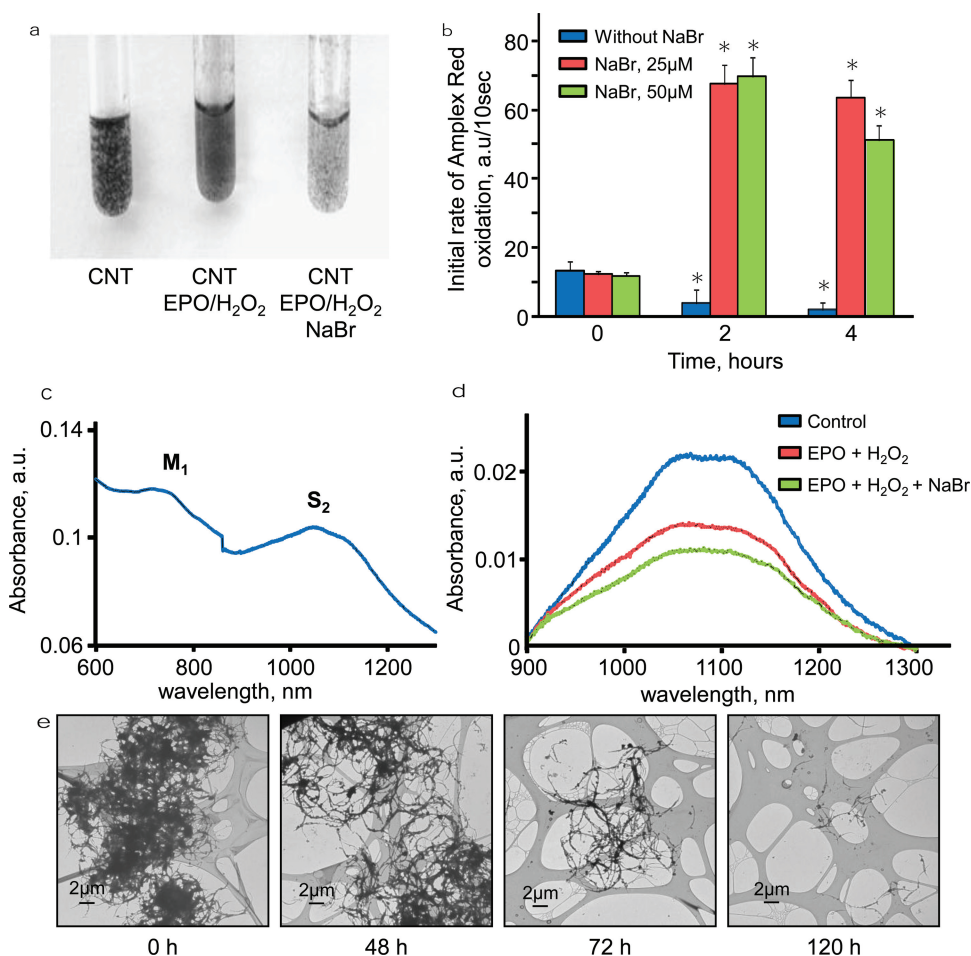 a
CNT
CNT
EPO/H₂O₂
CNT
EPO/H₂O₂
NaBr
b
Initial rate of Amplex Red
oxidation, a.u/10sec
80
60
40
20
0
Without NaBr
NaBr, 25µM
NaBr, 50µM
*
*
*
*
*
*
0
2
4
Time, hours
c
Absorbance, a.u.
0.14
0.1
0.06
M₁
S₂
600
800
1000
1200
wavelength, nm
d
Absorbance, a.u.
0.02
0.01
0
Control
EPO + H₂O₂
EPO + H₂O₂ + NaBr
900
1000
1100
1200
1300
wavelength, nm
e
2µm
2µm
2µm
2µm
0 h
48 h
72 h
120 h